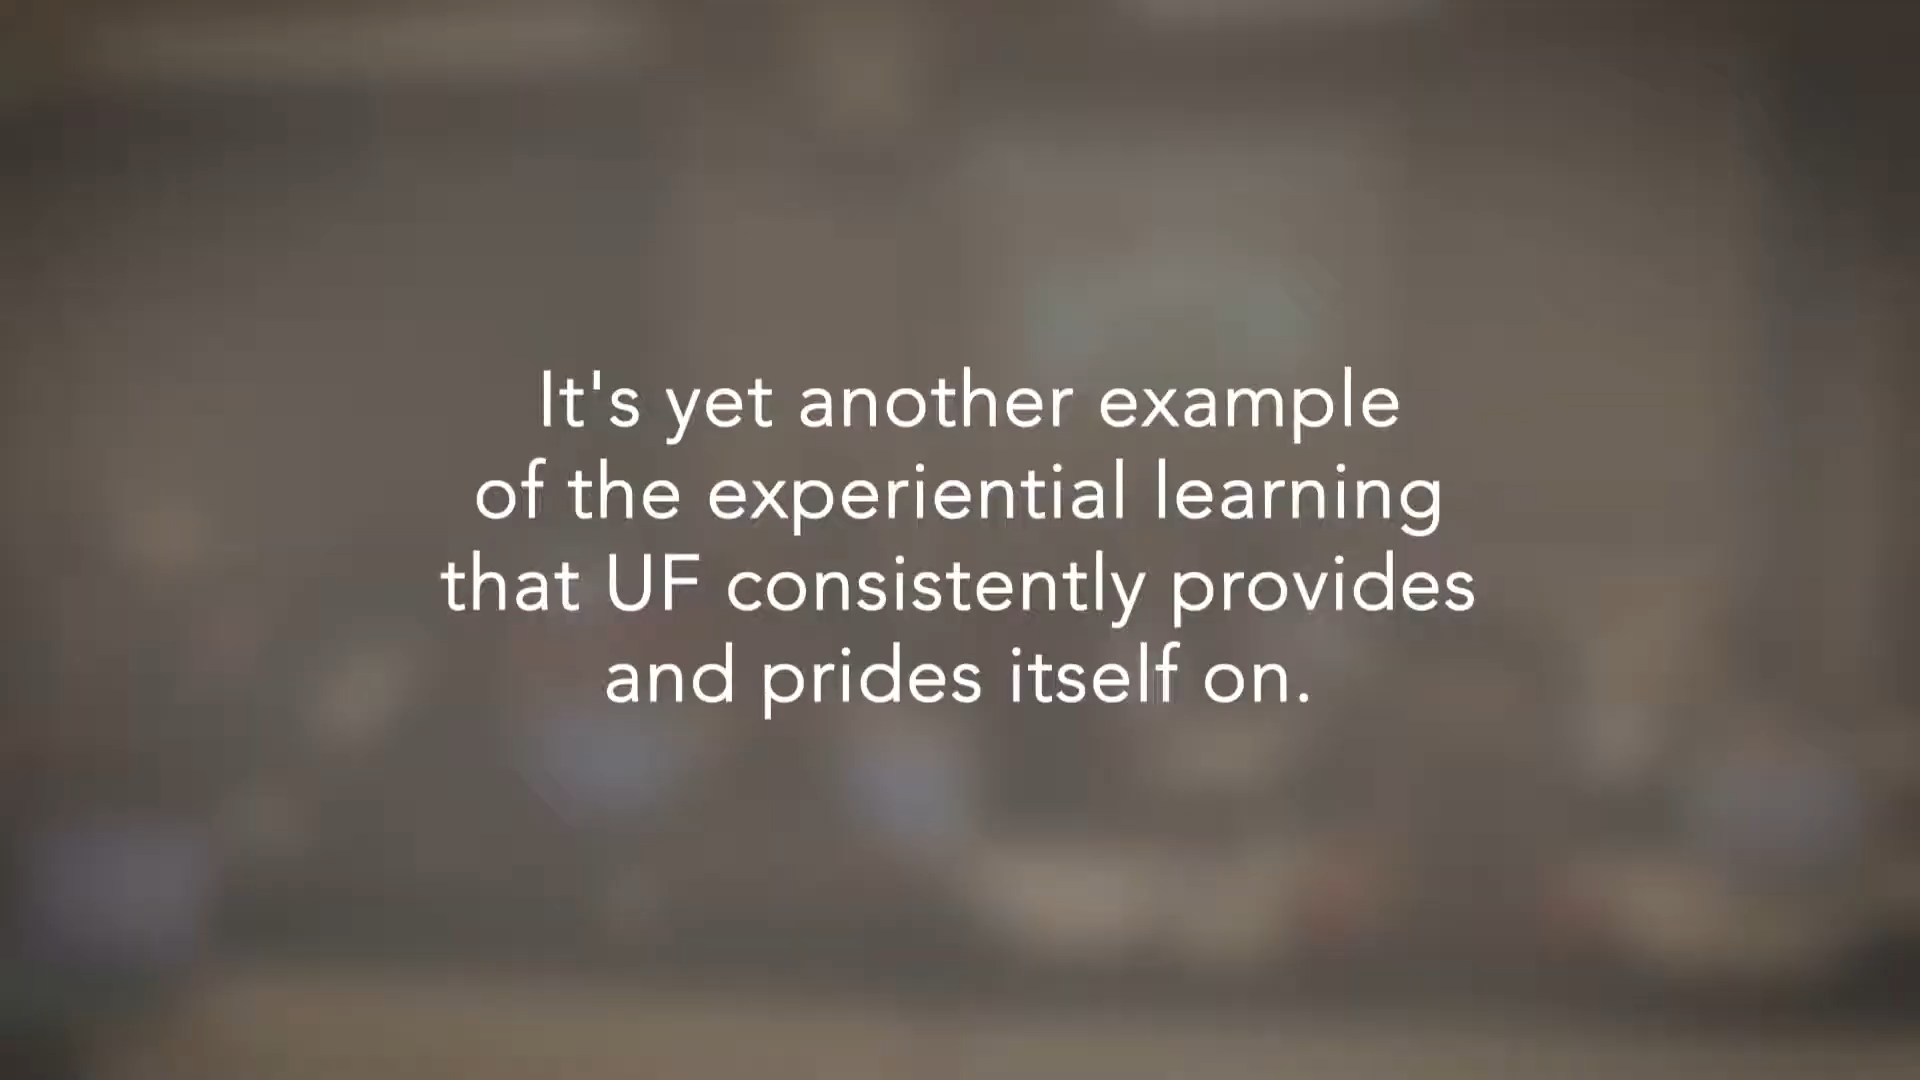 It's yet another example
of the experiential learning
that UF consistently provides
and prides itself on.